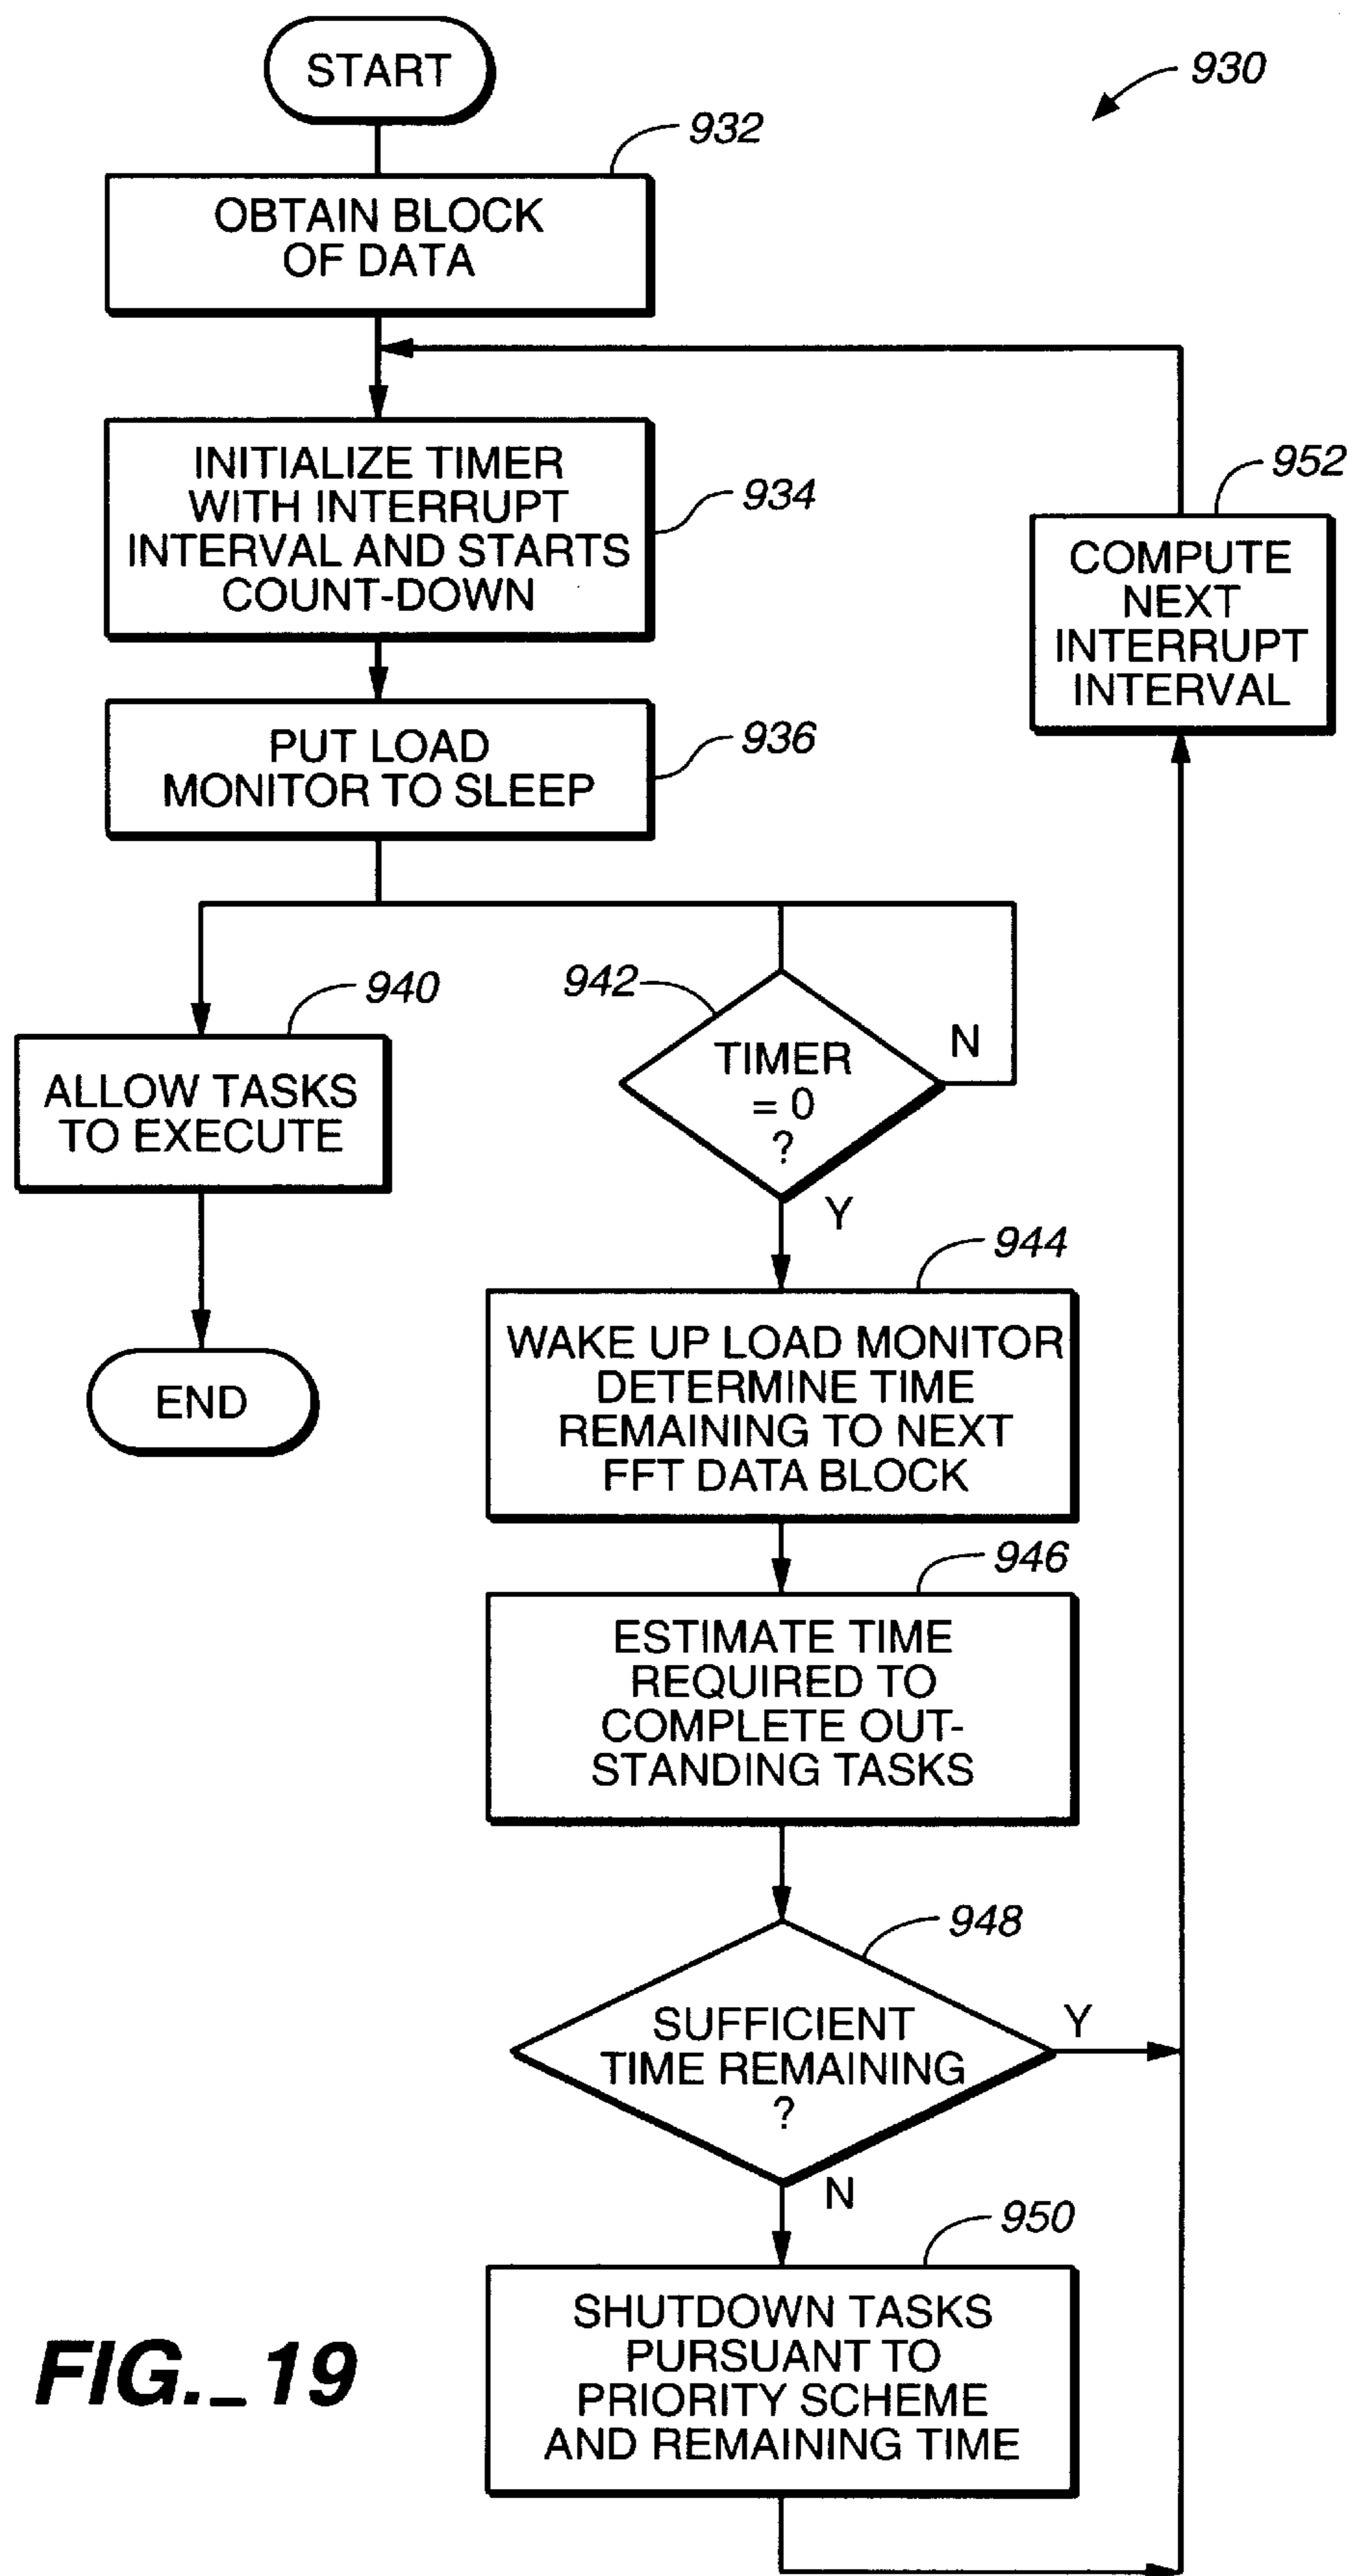 START
930
932
OBTAIN BLOCK
OF DATA
INITIALIZE TIMER
WITH INTERRUPT
INTERVAL AND STARTS
COUNT-DOWN
934
952
COMPUTE
NEXT
INTERRUPT
INTERVAL
PUT LOAD
MONITOR TO SLEEP
936
940
ALLOW TASKS
TO EXECUTE
END
942
TIMER
= 0
?
N
Y
944
WAKE UP LOAD MONITOR
DETERMINE TIME
REMAINING TO NEXT
FFT DATA BLOCK
946
ESTIMATE TIME
REQUIRED TO
COMPLETE OUT-
STANDING TASKS
948
SUFFICIENT
TIME REMAINING
?
Y
N
950
SHUTDOWN TASKS
PURSUANT TO
PRIORITY SCHEME
AND REMAINING TIME
FIG._19